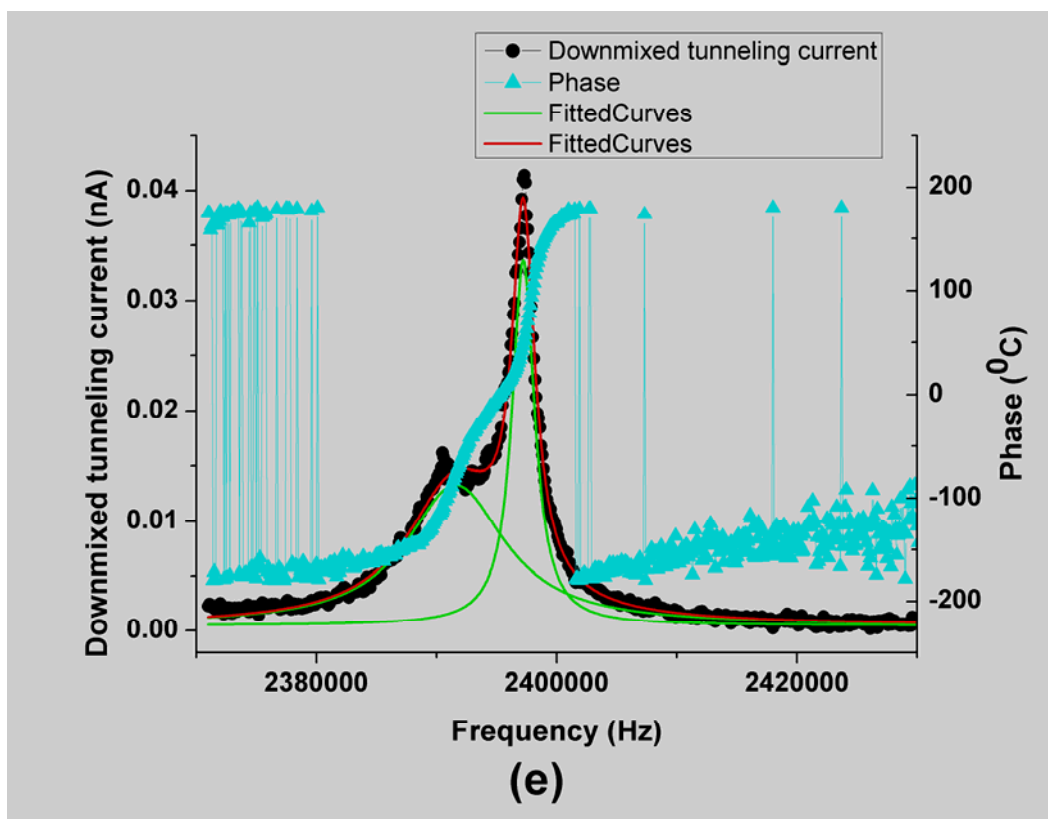 Downmixed tunneling current
Phase
FittedCurves
FittedCurves
0.04
0.03
0.02
0.01
0.00
Downmixed tunneling current (nA)
200
100
0
-100
-200
Phase (⁰C)
2380000 2400000 2420000
Frequency (Hz)
(e)